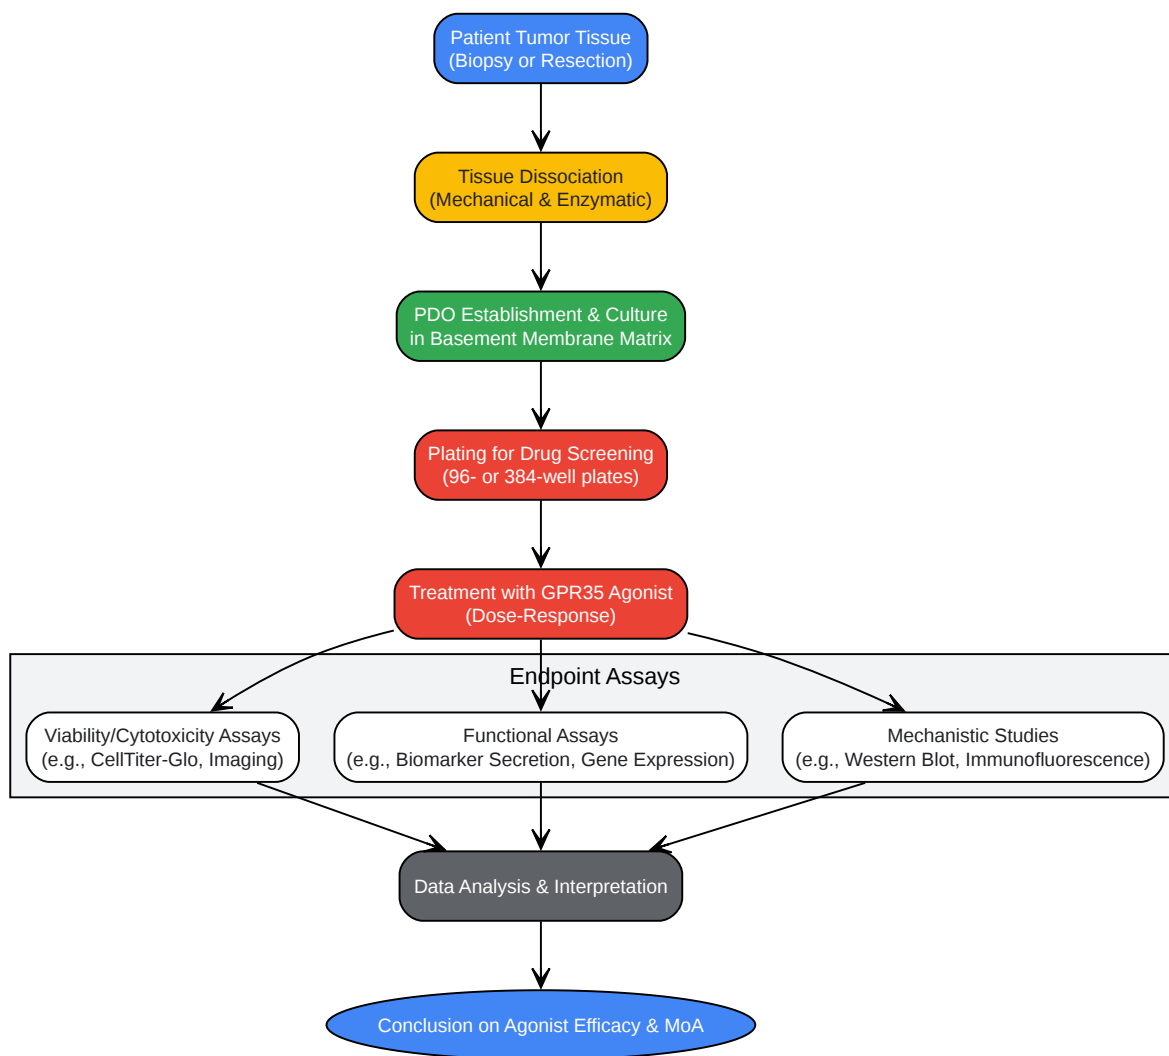 Patient Tumor Tissue
(Biopsy or Resection)
Tissue Dissociation
(Mechanical & Enzymatic)
PDO Establishment & Culture
in Basement Membrane Matrix
Plating for Drug Screening
(96- or 384-well plates)
Treatment with GPR35 Agonist
(Dose-Response)
Endpoint Assays
Viability/Cytotoxicity Assays
(e.g., CellTiter-Glo, Imaging)
Functional Assays
(e.g., Biomarker Secretion, Gene Expression)
Mechanistic Studies
(e.g., Western Blot, Immunofluorescence)
Data Analysis & Interpretation
Conclusion on Agonist Efficacy & MoA